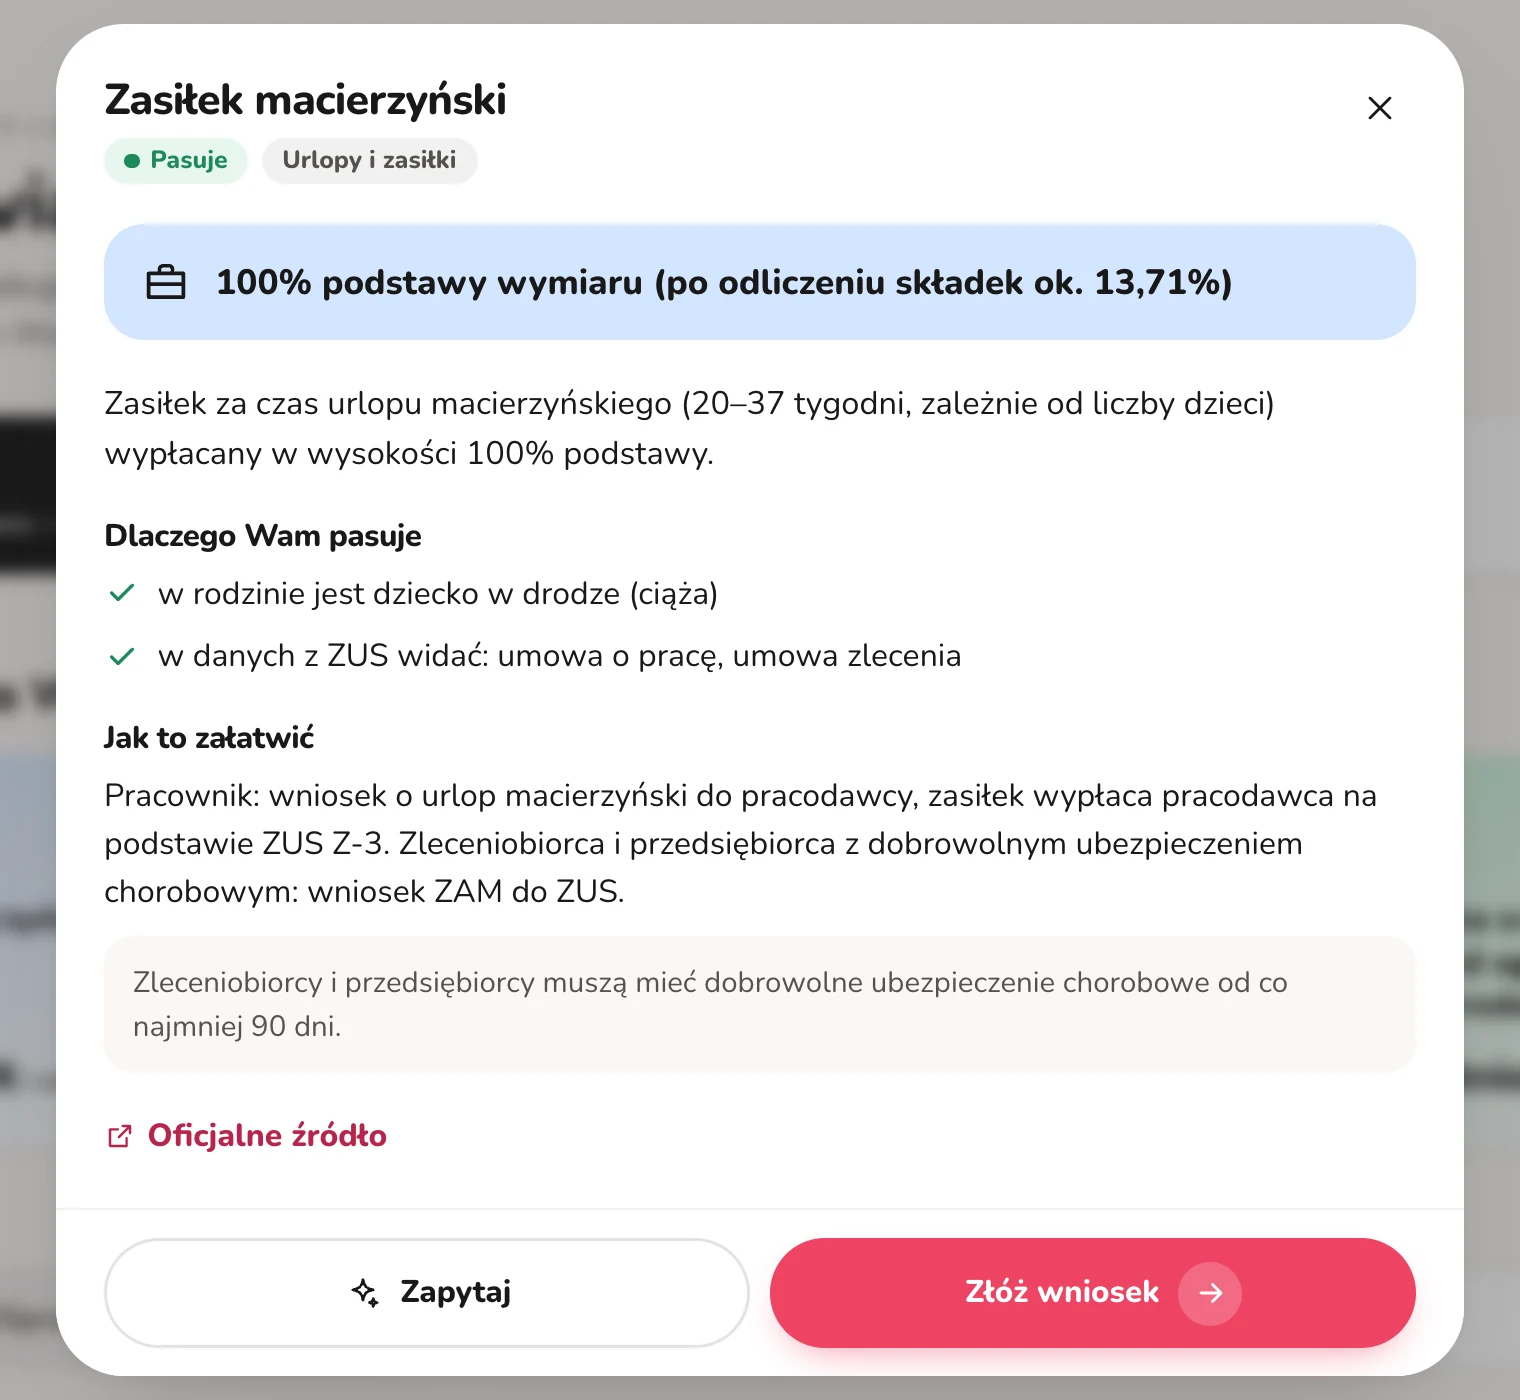 Zasiłek macierzyński
Pasuje
Urlopy i zasiłki
100% podstawy wymiaru (po odliczeniu składek ok. 13,71%)
Zasiłek za czas urlopu macierzyńskiego (20–37 tygodni, zależnie od liczby dzieci)
wypłacany w wysokości 100% podstawy.
Dlaczego Wam pasuje
w rodzinie jest dziecko w drodze (ciąża)
w danych z ZUS widać: umowa o pracę, umowa zlecenia
Jak to załatwić
Pracownik: wniosek o urlop macierzyński do pracodawcy, zasiłek wypłaca pracodawca na
podstawie ZUS Z-3. Zleceniobiorca i przedsiębiorca z dobrowolnym ubezpieczeniem
chorobowym: wniosek ZAM do ZUS.
Zleceniobiorcy i przedsiębiorcy muszą mieć dobrowolne ubezpieczenie chorobowe od co
najmniej 90 dni.
Oficjalne źródło
Zapytaj
Złóż wniosek